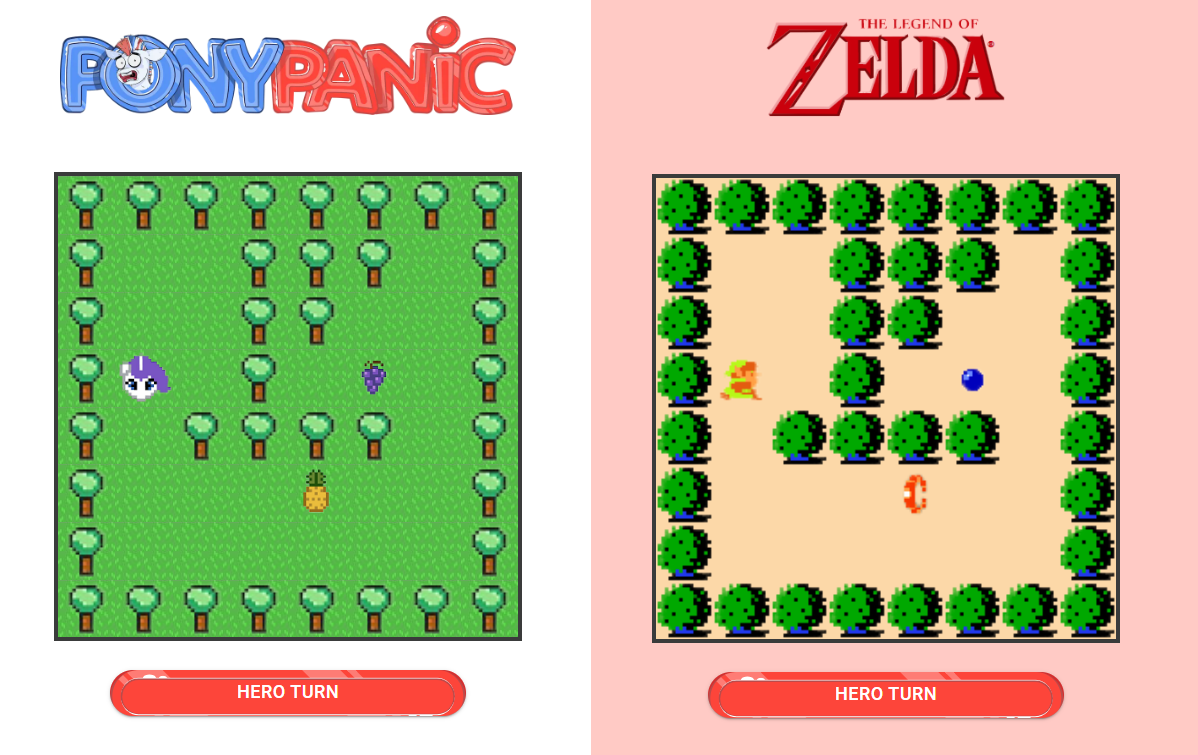 PONYPANIC
THE LEGEND OF
ZELDA
HERO TURN
HERO TURN